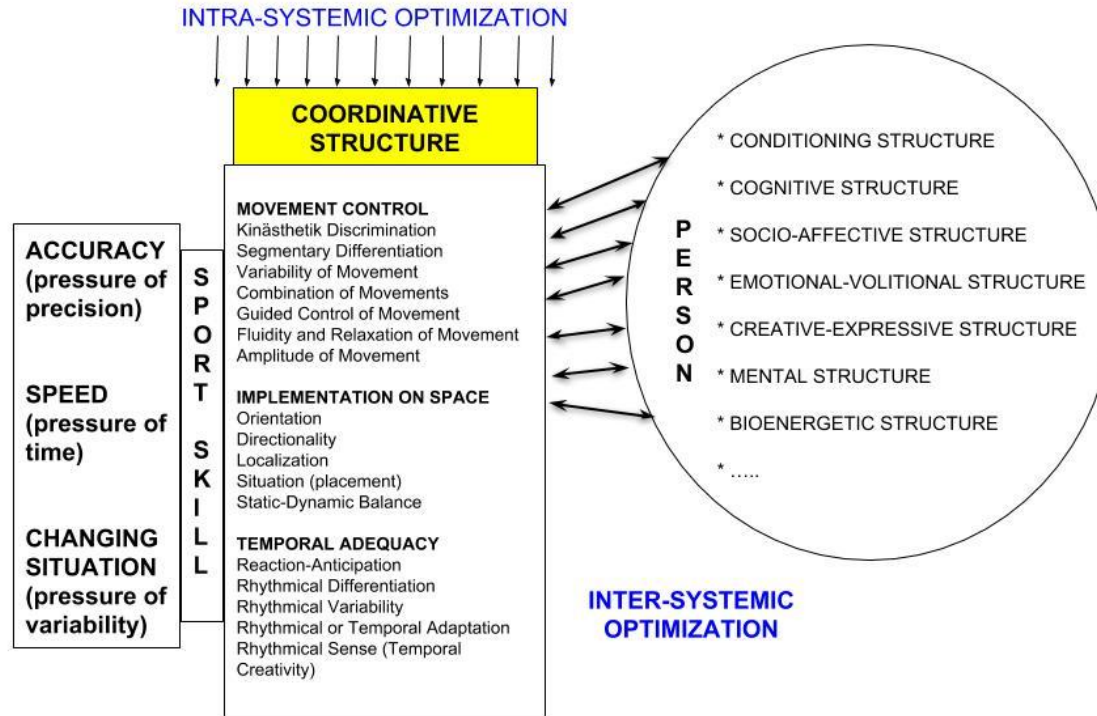 INTRA-SYSTEMIC OPTIMIZATION
COORDINATIVE
STRUCTURE
ACCURACY
(pressure of
precision)
SPEED
(pressure of
time)
CHANGING
SITUATION
(pressure of
variability)
SPORT SKILL
MOVEMENT CONTROL
Kinästhetik Discrimination
Segmentary Differentiation
Variability of Movement
Combination of Movements
Guided Control of Movement
Fluidity and Relaxation of Movement
Amplitude of Movement
IMPLEMENTATION ON SPACE
Orientation
Directionality
Localization
Situation (placement)
Static-Dynamic Balance
TEMPORAL ADEQUACY
Reaction-Anticipation
Rhythmical Differentiation
Rhythmical Variability
Rhythmical or Temporal Adaptation
Rhythmical Sense (Temporal
Creativity)
PERSON
* CONDITIONING STRUCTURE
* COGNITIVE STRUCTURE
* SOCIO-AFFECTIVE STRUCTURE
* EMOTIONAL-VOLITIONAL STRUCTURE
* CREATIVE-EXPRESSIVE STRUCTURE
* MENTAL STRUCTURE
* BIOENERGETIC STRUCTURE
* .....
INTER-SYSTEMIC
OPTIMIZATION